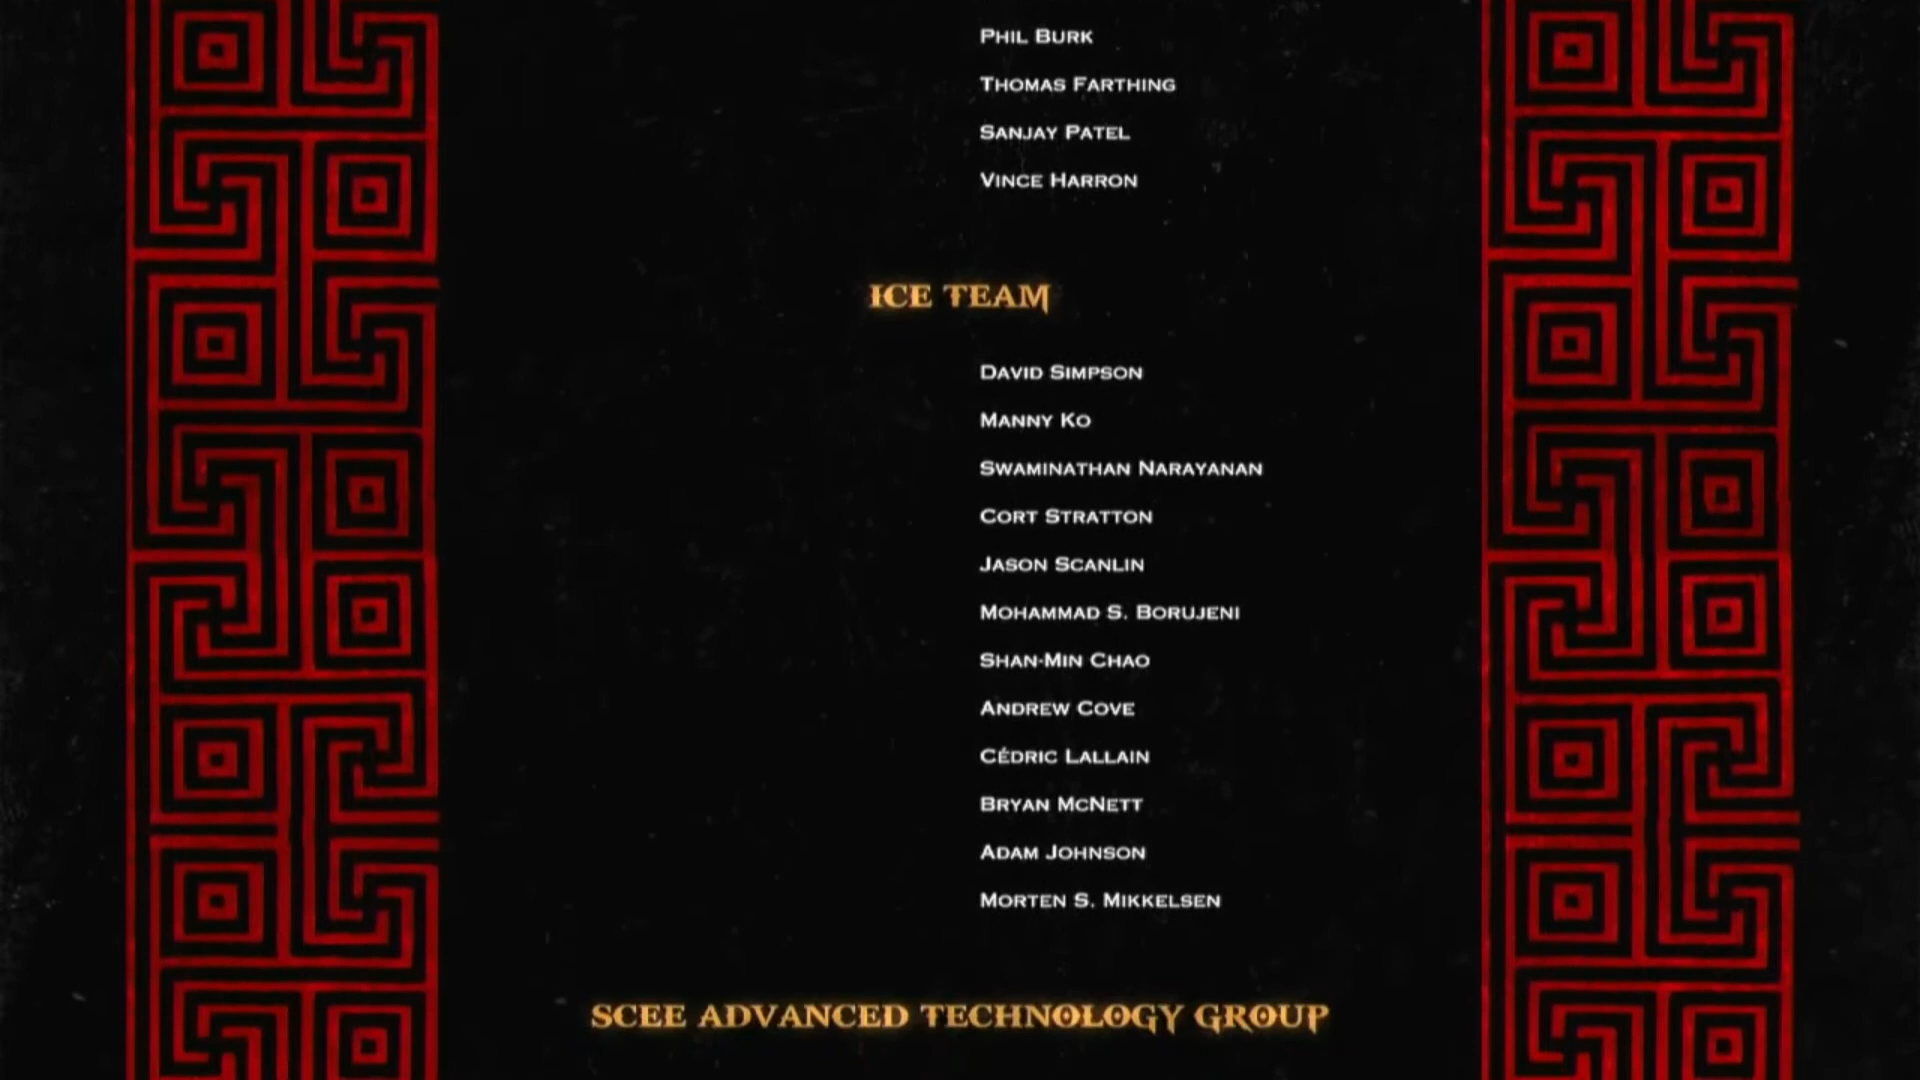 Phil Burk
Thomas Farthing
Sanjay Patel
Vince Harron
ICE TEAM
David Simpson
Manny Ko
Swaminathan Narayanan
Cort Stratton
Jason Scanlin
Mohammad S. Borujeni
Shan-Min Chao
Andrew Cove
Cédric Lallain
Bryan McNett
Adam Johnson
Morten S. Mikkelsen
SCEE ADVANCED TECHNOLOGY GROUP